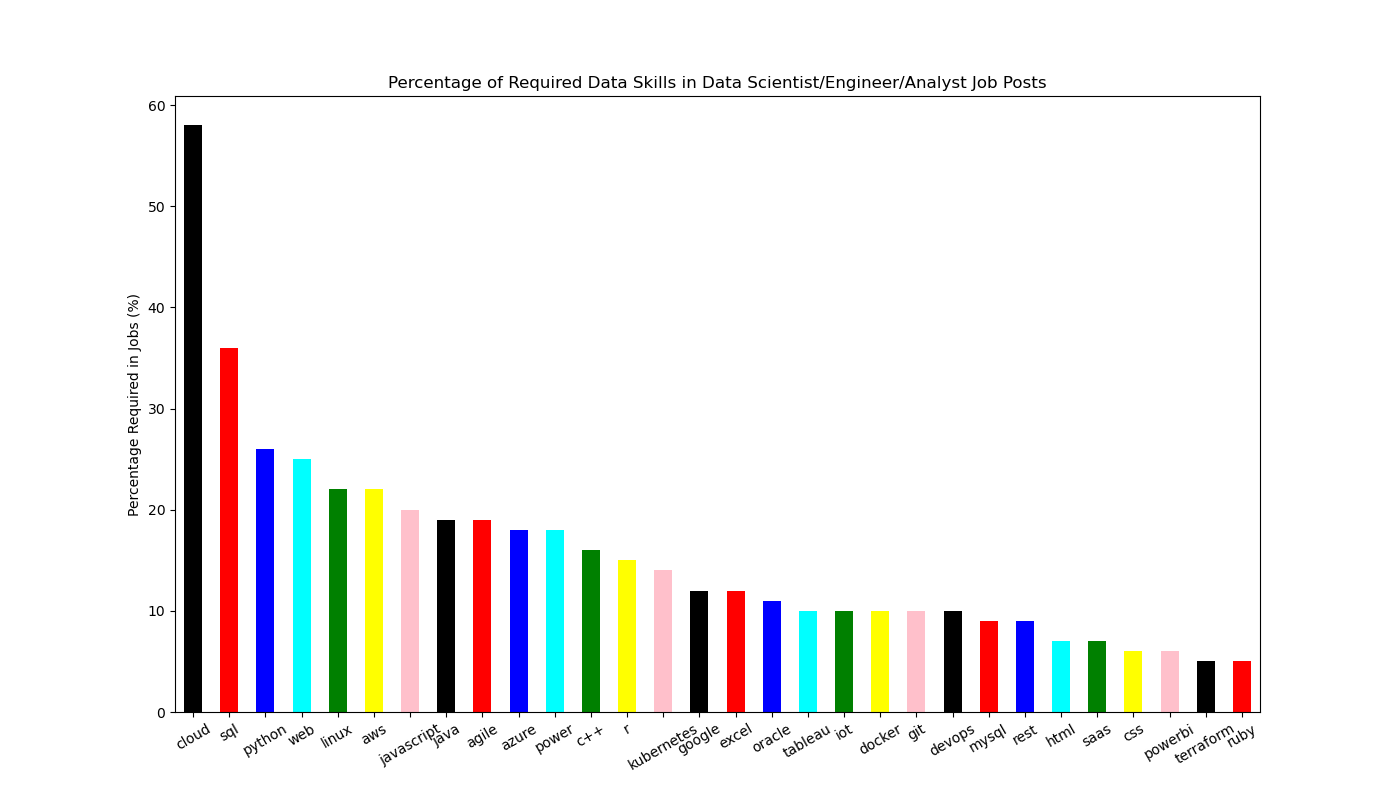 Percentage of Required Data Skills in Data Scientist/Engineer/Analyst Job Posts
Percentage Required in Jobs (%)
60
50
40
30
20
10
0
cloud
sql
python
web
linux
aws
javascript
java
agile
azure
power
c++
r
kubernetes
google
excel
oracle
tableau
iot
docker
git
devops
mysql
rest
html
saas
css
powerbi
terraform
ruby